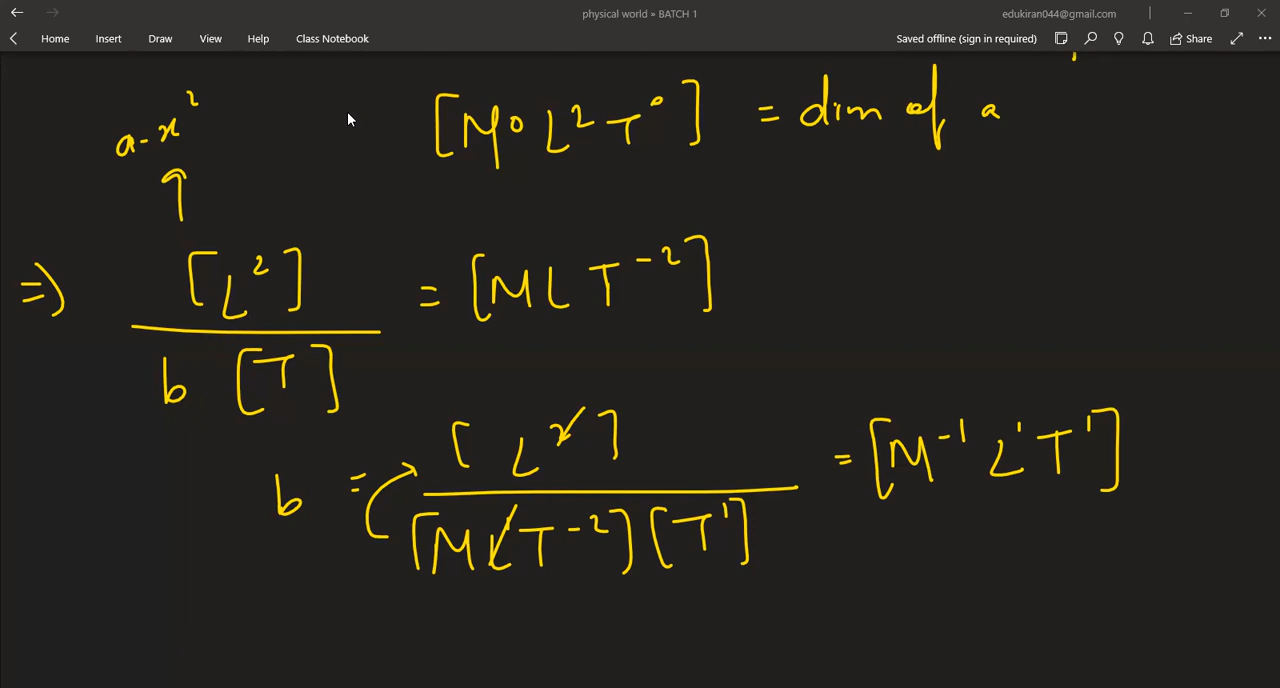 physical world » BATCH 1
edukiran044@gmail.com
Home Insert Draw View Help Class Notebook
Saved offline (sign in required)
Share
a - x²
[M⁰ L² T⁰] = dim of a
⇒ [L²] / b [T] = [M L T⁻²]
b = [L²] / [M L T⁻²] [T¹] = [M⁻¹ L¹ T¹]